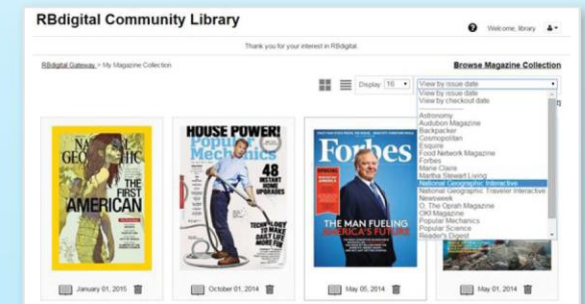 RBdigital Community Library
Welcome, library
Thank you for your interest in RBdigital.
RBdigital Gateway > My Magazine Collection
Browse Magazine Collection
Display: 16
View by issue date
View by issue date
View by checkout date
Astronomy
Audubon Magazine
Backpacker
Cosmopolitan
Esquire
Food Network Magazine
Forbes
Marie Claire
Martha Stewart Living
National Geographic Interactive
National Geographic Traveler Interactive
Newsweek
O, The Oprah Magazine
OK! Magazine
Popular Mechanics
Popular Science
Reader's Digest
NATIONAL
GEOGRAPHIC
THE
FIRST
AMERICAN
HOUSE POWER!
Popular
Mechanics
48
INSTANT
HOME
UPGRADES
TECHNOLOGY
TO MAKE
DAILY LIFE
MORE FUN
Forbes
SPECIAL
THE MAN FUELING
AMERICA'S FUTURE
January 01, 2015
October 01, 2014
May 05, 2014
May 01, 2014